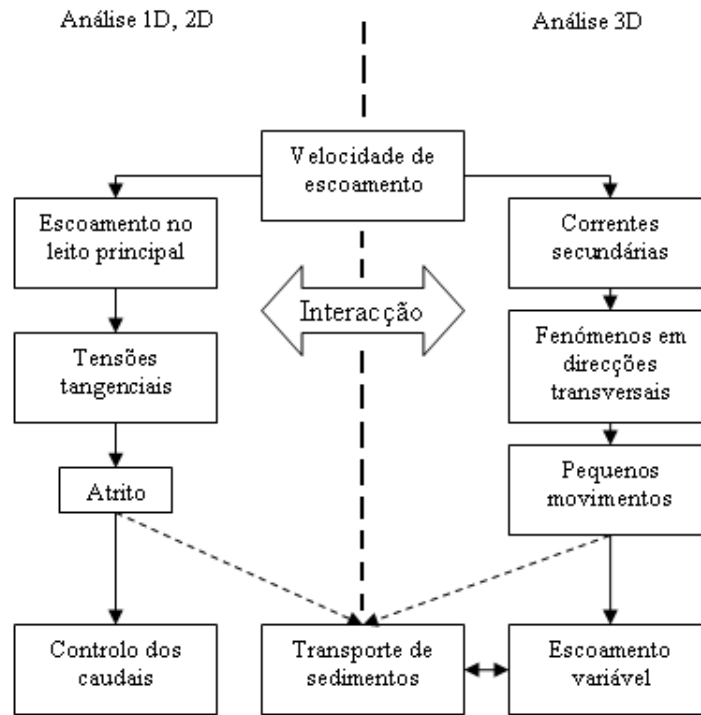 Análise 1D, 2D
Análise 3D
Velocidade de
escoamento
Escoamento no
leito principal
Correntes
secundárias
Interacção
Tensões
tangenciais
Fenómenos em
direcções
transversais
Atrito
Pequenos
movimentos
Controlo dos
caudais
Transporte de
sedimentos
Escoamento
variável